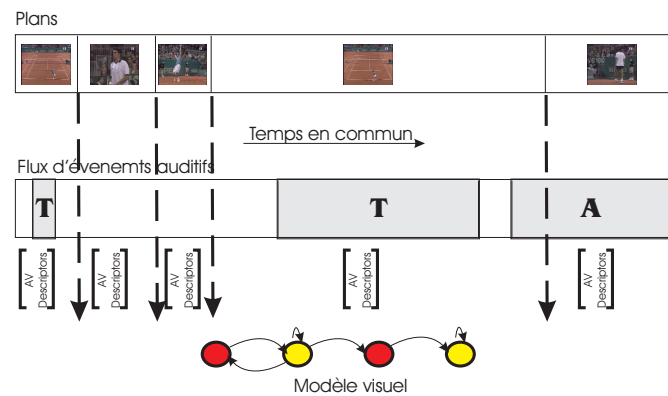 Plans
Temps en commun
Flux d'évenemts auditifs
T
T
A
AV
Descriptors
AV
Descriptors
AV
Descriptors
AV
Descriptors
AV
Descriptors
Modèle visuel